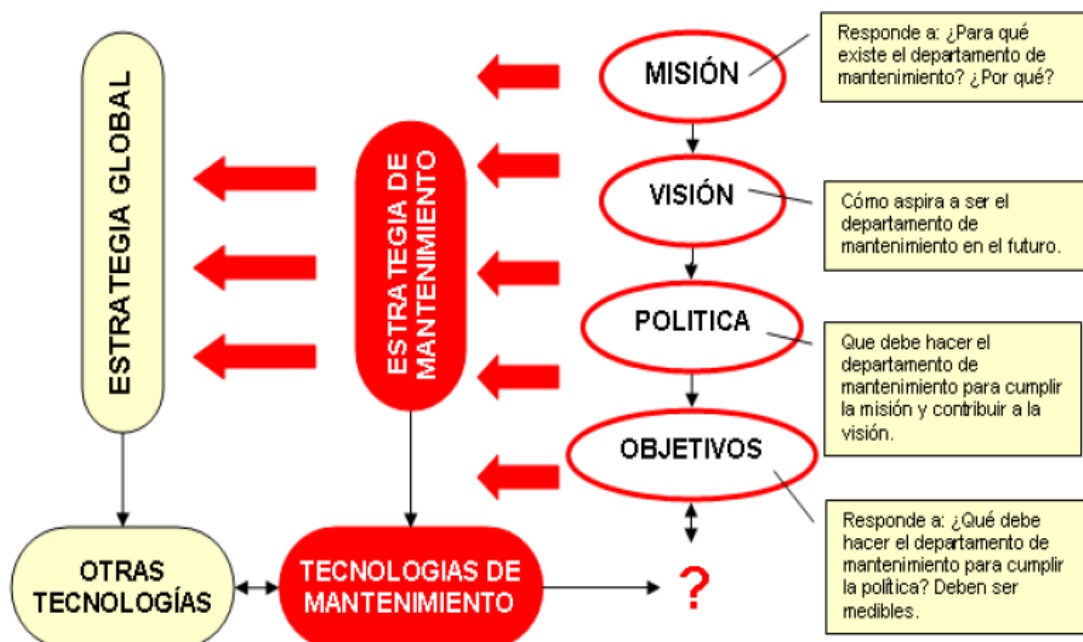 ESTRATEGIA GLOBAL
ESTRATEGIA DE
MANTENIMIENTO
MISIÓN
Responde a: ¿Para qué
existe el departamento de
mantenimiento? ¿Por qué?
VISIÓN
Cómo aspira a ser el
departamento de
mantenimiento en el futuro.
POLITICA
Que debe hacer el
departamento de
mantenimiento para cumplir
la misión y contribuir a la
visión.
OBJETIVOS
Responde a: ¿Qué debe
hacer el departamento de
mantenimiento para cumplir
la política? Deben ser
medibles.
OTRAS
TECNOLOGÍAS
TECNOLOGIAS DE
MANTENIMIENTO
?